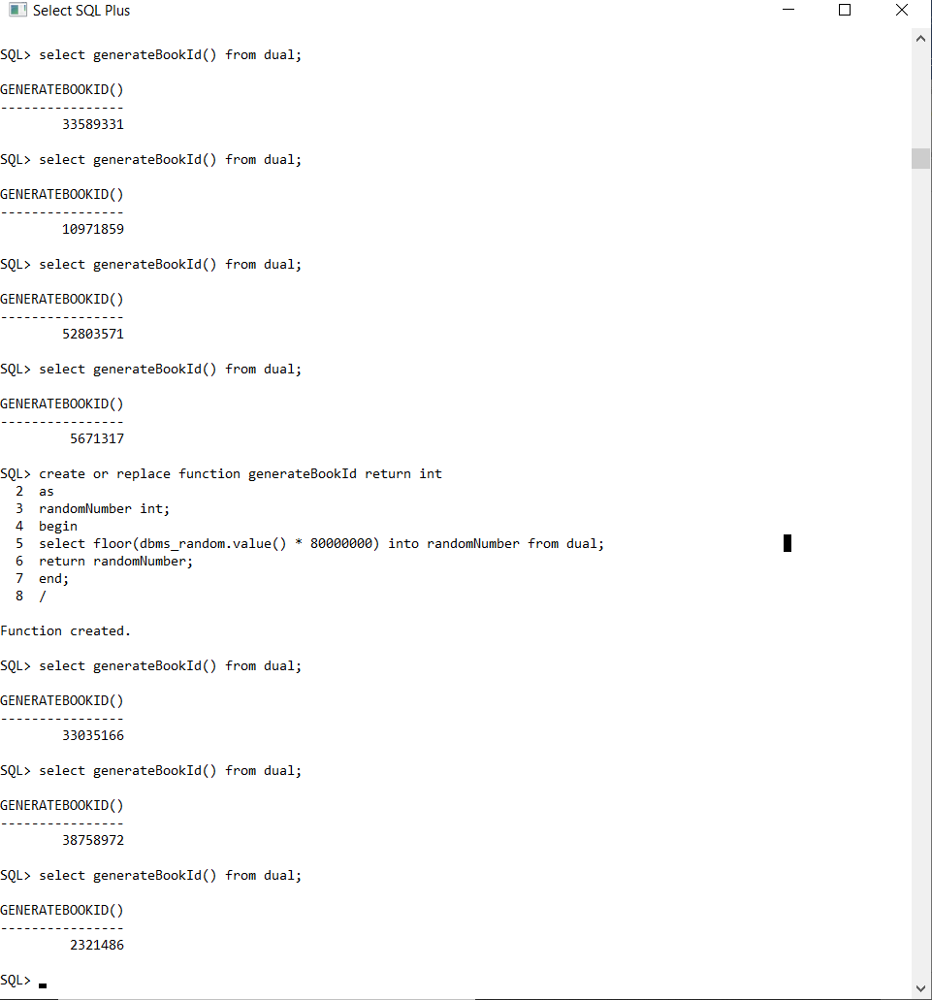 Select SQL Plus
SQL> select generateBookId() from dual;
GENERATEBOOKID()
----------------
        33589331
SQL> select generateBookId() from dual;
GENERATEBOOKID()
----------------
        10971859
SQL> select generateBookId() from dual;
GENERATEBOOKID()
----------------
        52803571
SQL> select generateBookId() from dual;
GENERATEBOOKID()
----------------
         5671317
SQL> create or replace function generateBookId return int
  2  as
  3  randomNumber int;
  4  begin
  5  select floor(dbms_random.value() * 80000000) into randomNumber from dual;
  6  return randomNumber;
  7  end;
  8  /
Function created.
SQL> select generateBookId() from dual;
GENERATEBOOKID()
----------------
        33035166
SQL> select generateBookId() from dual;
GENERATEBOOKID()
----------------
        38758972
SQL> select generateBookId() from dual;
GENERATEBOOKID()
----------------
         2321486
SQL>